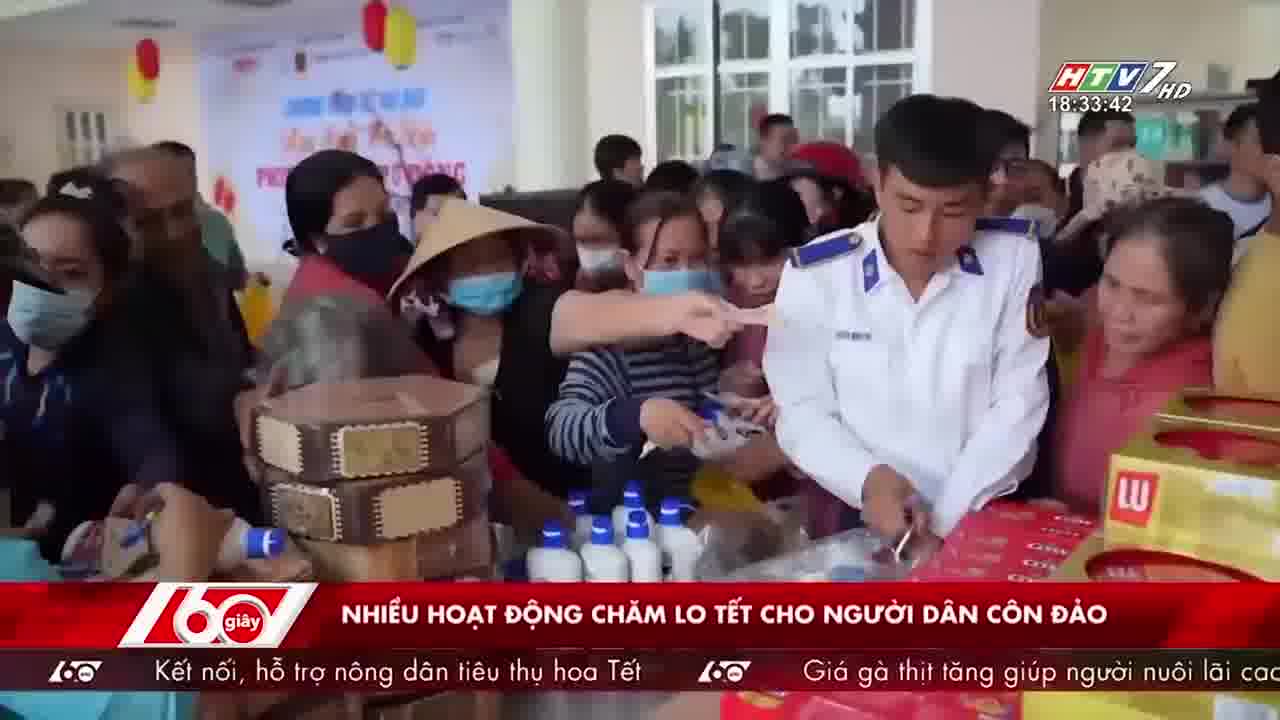 HTV7 HD
18:33:42
LU
60 giây
NHIỀU HOẠT ĐỘNG CHĂM LO TẾT CHO NGƯỜI DÂN CÔN ĐẢO
Kết nối, hỗ trợ nông dân tiêu thụ hoa Tết
Giá gà thịt tăng giúp người nuôi lãi cao